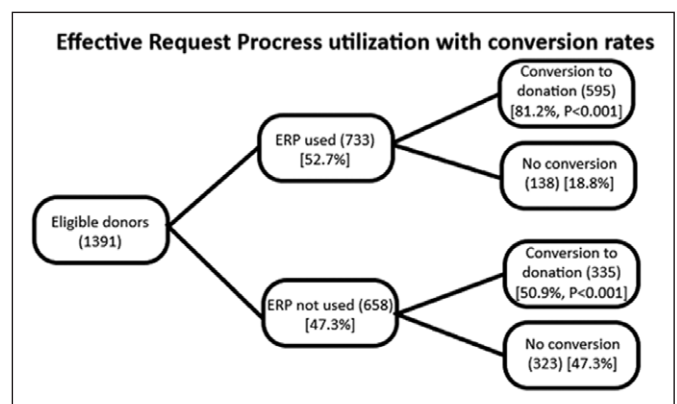 Effective Request Procress utilization with conversion rates
Conversion to
donation (595)
[81.2%, P<0.001]
ERP used (733)
[52.7%]
No conversion
(138) [18.8%]
Eligible donors
(1391)
Conversion to
donation (335)
[50.9%, P<0.001]
ERP not used (658)
[47.3%]
No conversion
(323) [47.3%]